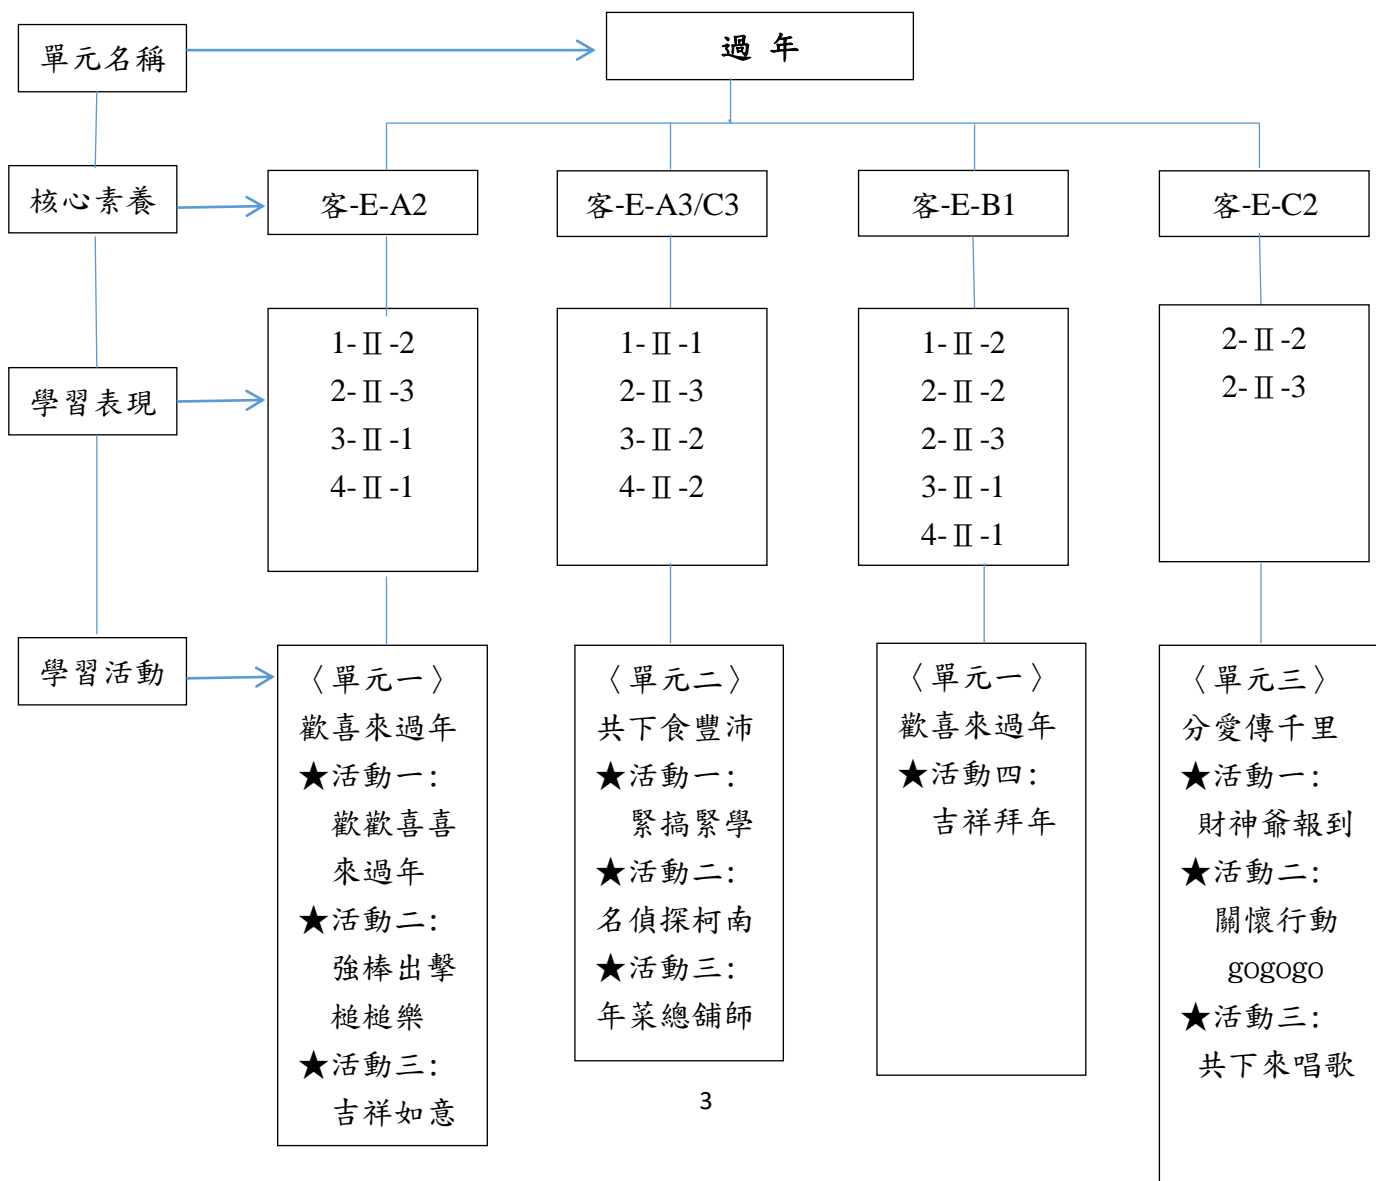 單元名稱
過 年
核心素養
客-E-A2
客-E-A3/C3
客-E-B1
客-E-C2
學習表現
1-Ⅱ-2
2-Ⅱ-3
3-Ⅱ-1
4-Ⅱ-1
1-Ⅱ-1
2-Ⅱ-3
3-Ⅱ-2
4-Ⅱ-2
1-Ⅱ-2
2-Ⅱ-2
2-Ⅱ-3
3-Ⅱ-1
4-Ⅱ-1
2-Ⅱ-2
2-Ⅱ-3
學習活動
〈單元一〉
歡喜來過年
★活動一：
歡歡喜喜
來過年
★活動二：
強棒出擊
槌槌樂
★活動三：
吉祥如意
〈單元二〉
共下食豐沛
★活動一：
緊搞緊學
★活動二：
名偵探柯南
★活動三：
年菜總舖師
〈單元一〉
歡喜來過年
★活動四：
吉祥拜年
〈單元三〉
分愛傳千里
★活動一：
財神爺報到
★活動二：
關懷行動
gogogo
★活動三：
共下來唱歌
3